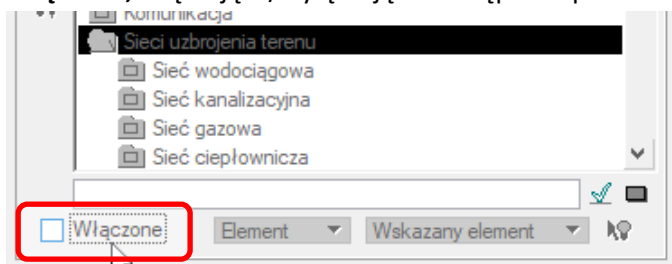 Komunikacja
Sieci uzbrojenia terenu
Sieć wodociągowa
Sieć kanalizacyjna
Sieć gazowa
Sieć ciepłownicza
Włączone Element Wskazany element